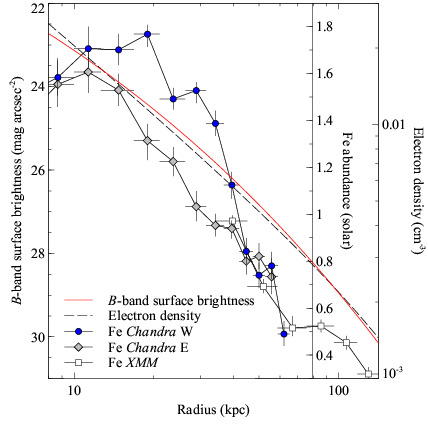 22
24
26
28
30
B-band surface brightness (mag arcsec⁻²)
1.8
1.6
1.4
1.2
1
0.8
0.6
0.4
Fe abundance (solar)
0.01
10⁻³
Electron density (cm⁻³)
B-band surface brightness
Electron density
Fe Chandra W
Fe Chandra E
Fe XMM
10
100
Radius (kpc)